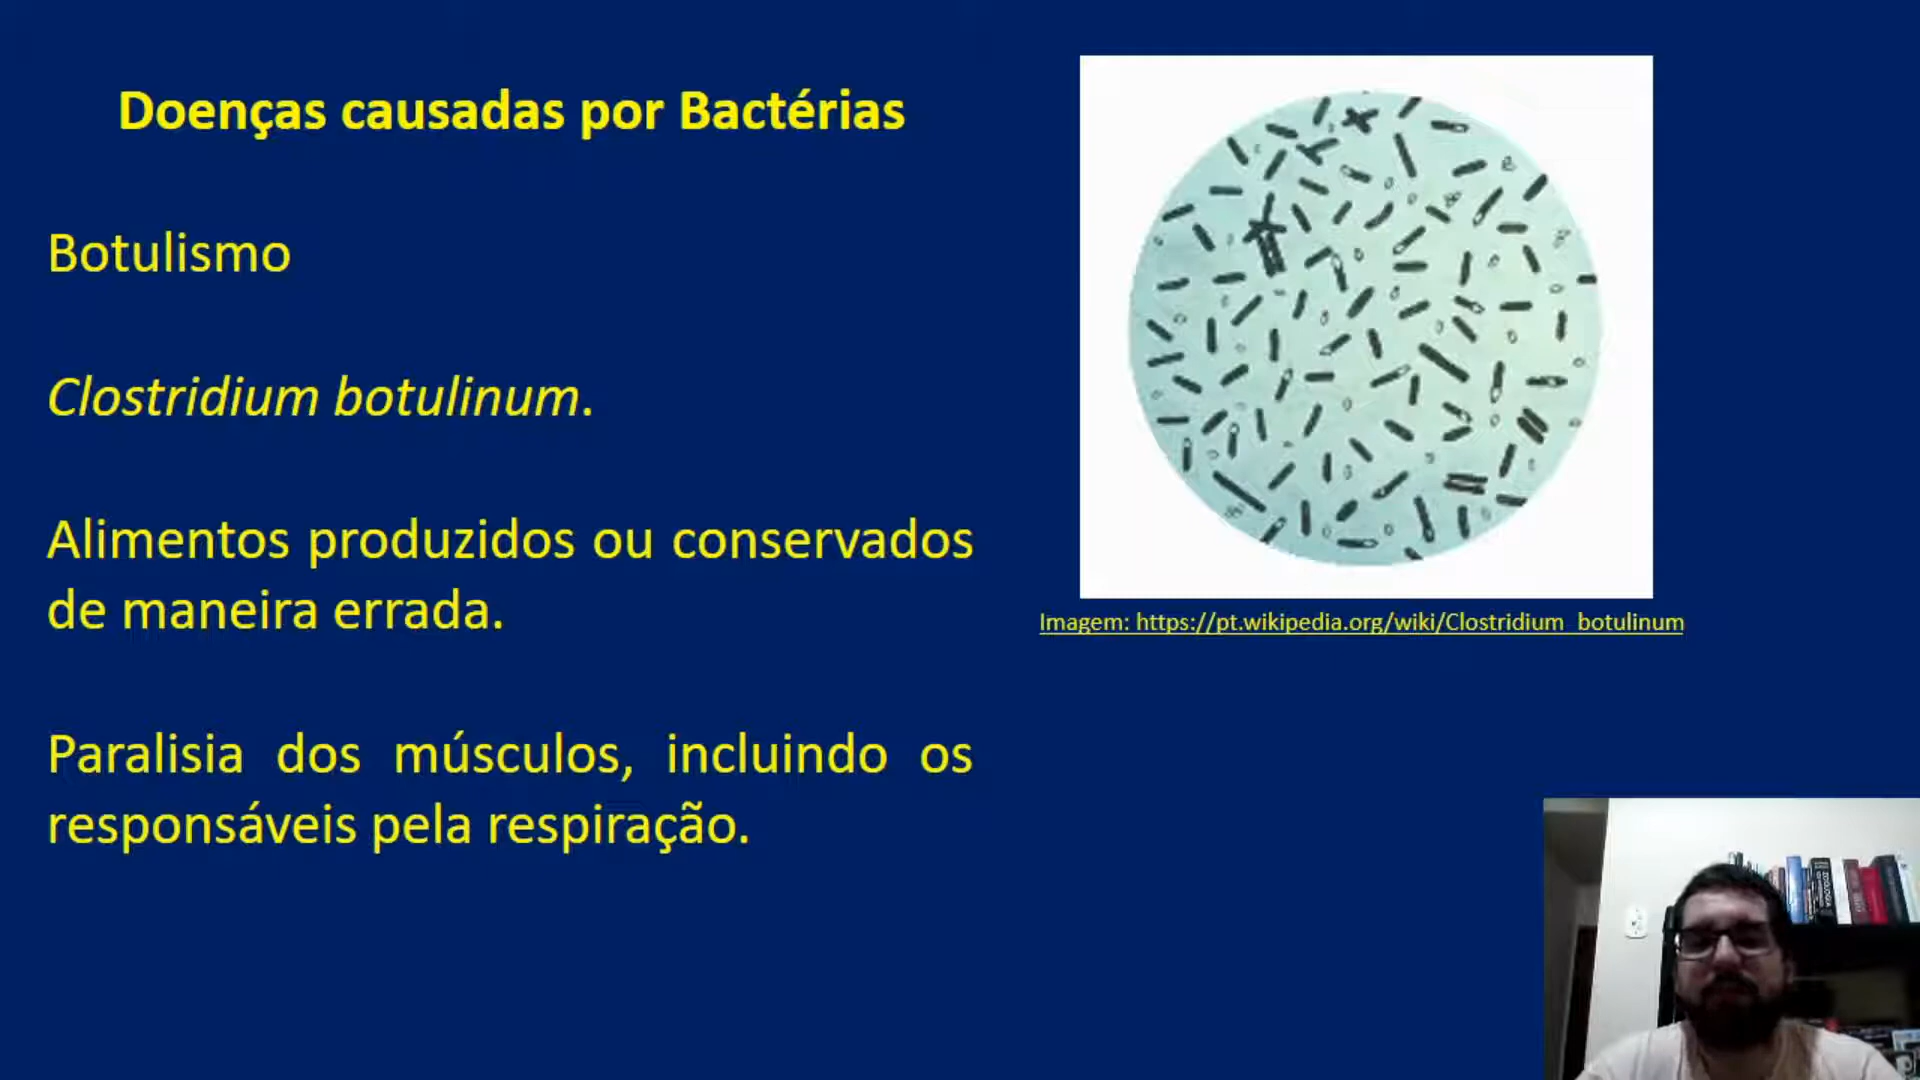 Doenças causadas por Bactérias
Botulismo
Clostridium botulinum.
Alimentos produzidos ou conservados
de maneira errada.
Paralisia dos músculos, incluindo os
responsáveis pela respiração.
Imagem: https://pt.wikipedia.org/wiki/Clostridium_botulinum
ZOOLOGIA